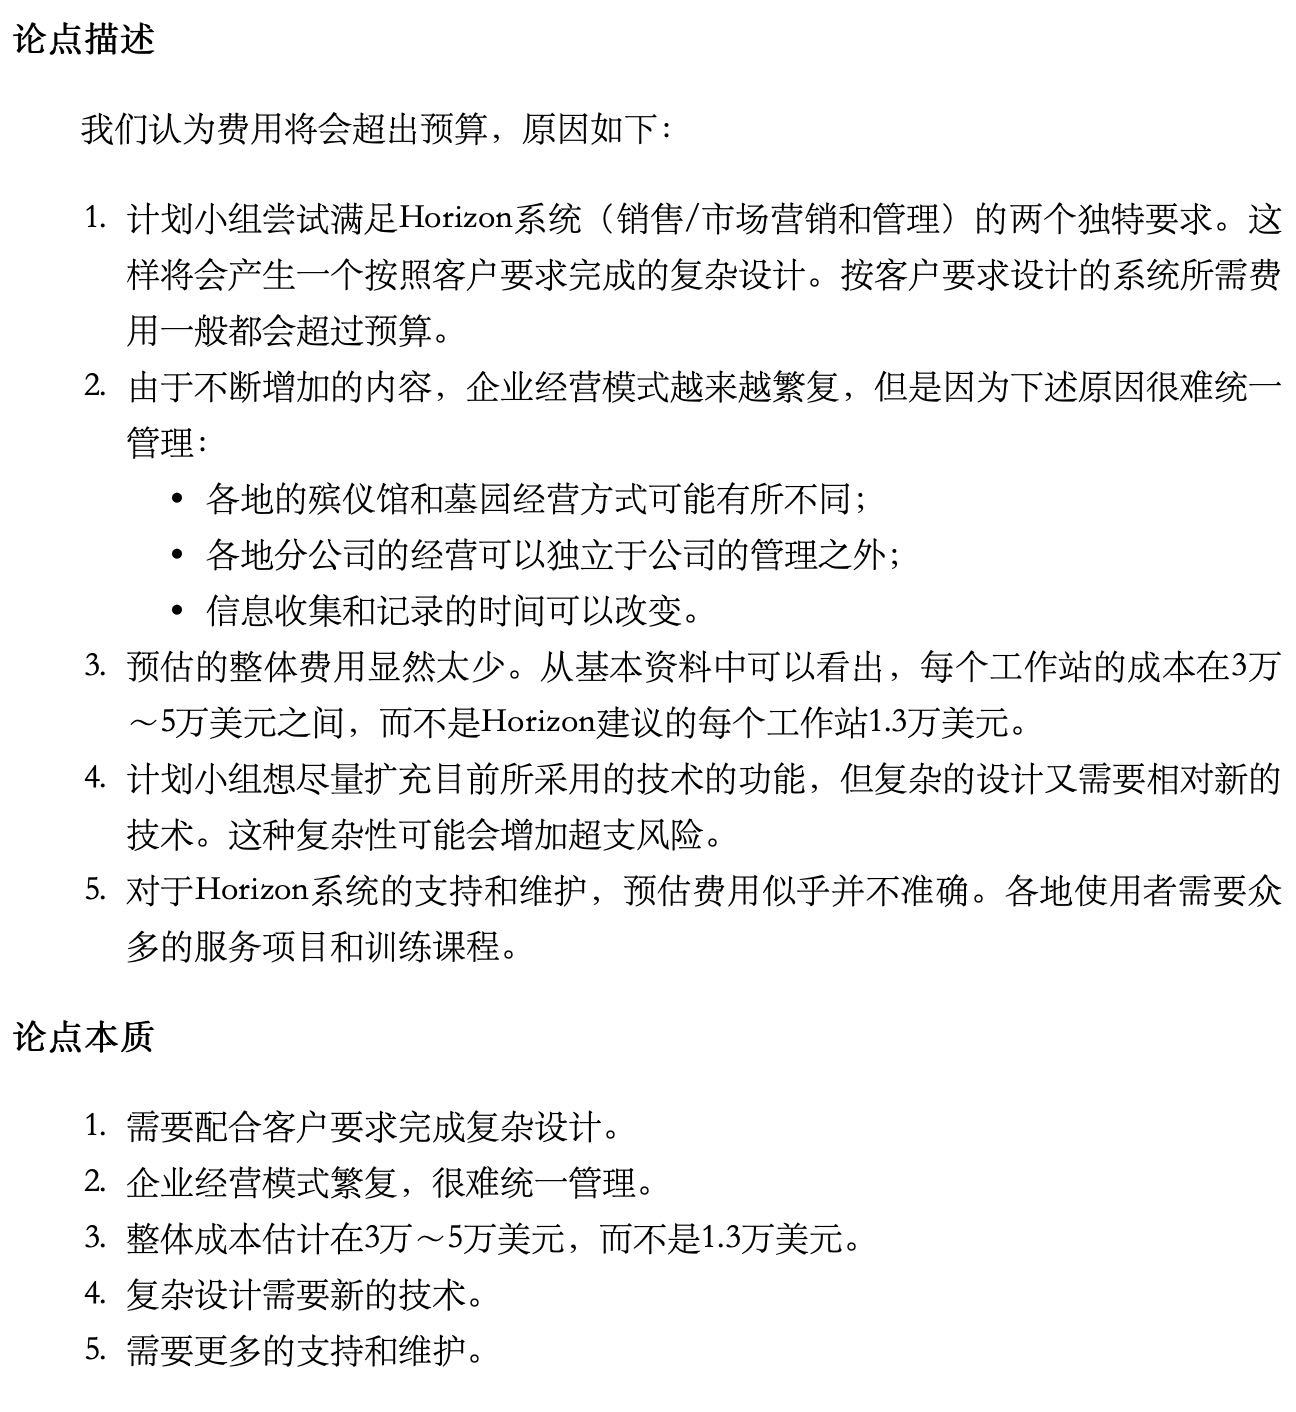 论点描述
我们认为费用将会超出预算，原因如下：
1. 计划小组尝试满足Horizon系统（销售/市场营销和管理）的两个独特要求。这
样将会产生一个按照客户要求完成的复杂设计。按客户要求设计的系统所需费
用一般都会超过预算。
2. 由于不断增加的内容，企业经营模式越来越繁复，但是因为下述原因很难统一
管理：
• 各地的殡仪馆和墓园经营方式可能有所不同；
• 各地分公司的经营可以独立于公司的管理之外；
• 信息收集和记录的时间可以改变。
3. 预估的整体费用显然太少。从基本资料中可以看出，每个工作站的成本在3万
～5万美元之间，而不是Horizon建议的每个工作站1.3万美元。
4. 计划小组想尽量扩充目前所采用的技术的功能，但复杂的设计又需要相对新的
技术。这种复杂性可能会增加超支风险。
5. 对于Horizon系统的支持和维护，预估费用似乎并不准确。各地使用者需要众
多的服务项目和训练课程。
论点本质
1. 需要配合客户要求完成复杂设计。
2. 企业经营模式繁复，很难统一管理。
3. 整体成本估计在3万～5万美元，而不是1.3万美元。
4. 复杂设计需要新的技术。
5. 需要更多的支持和维护。